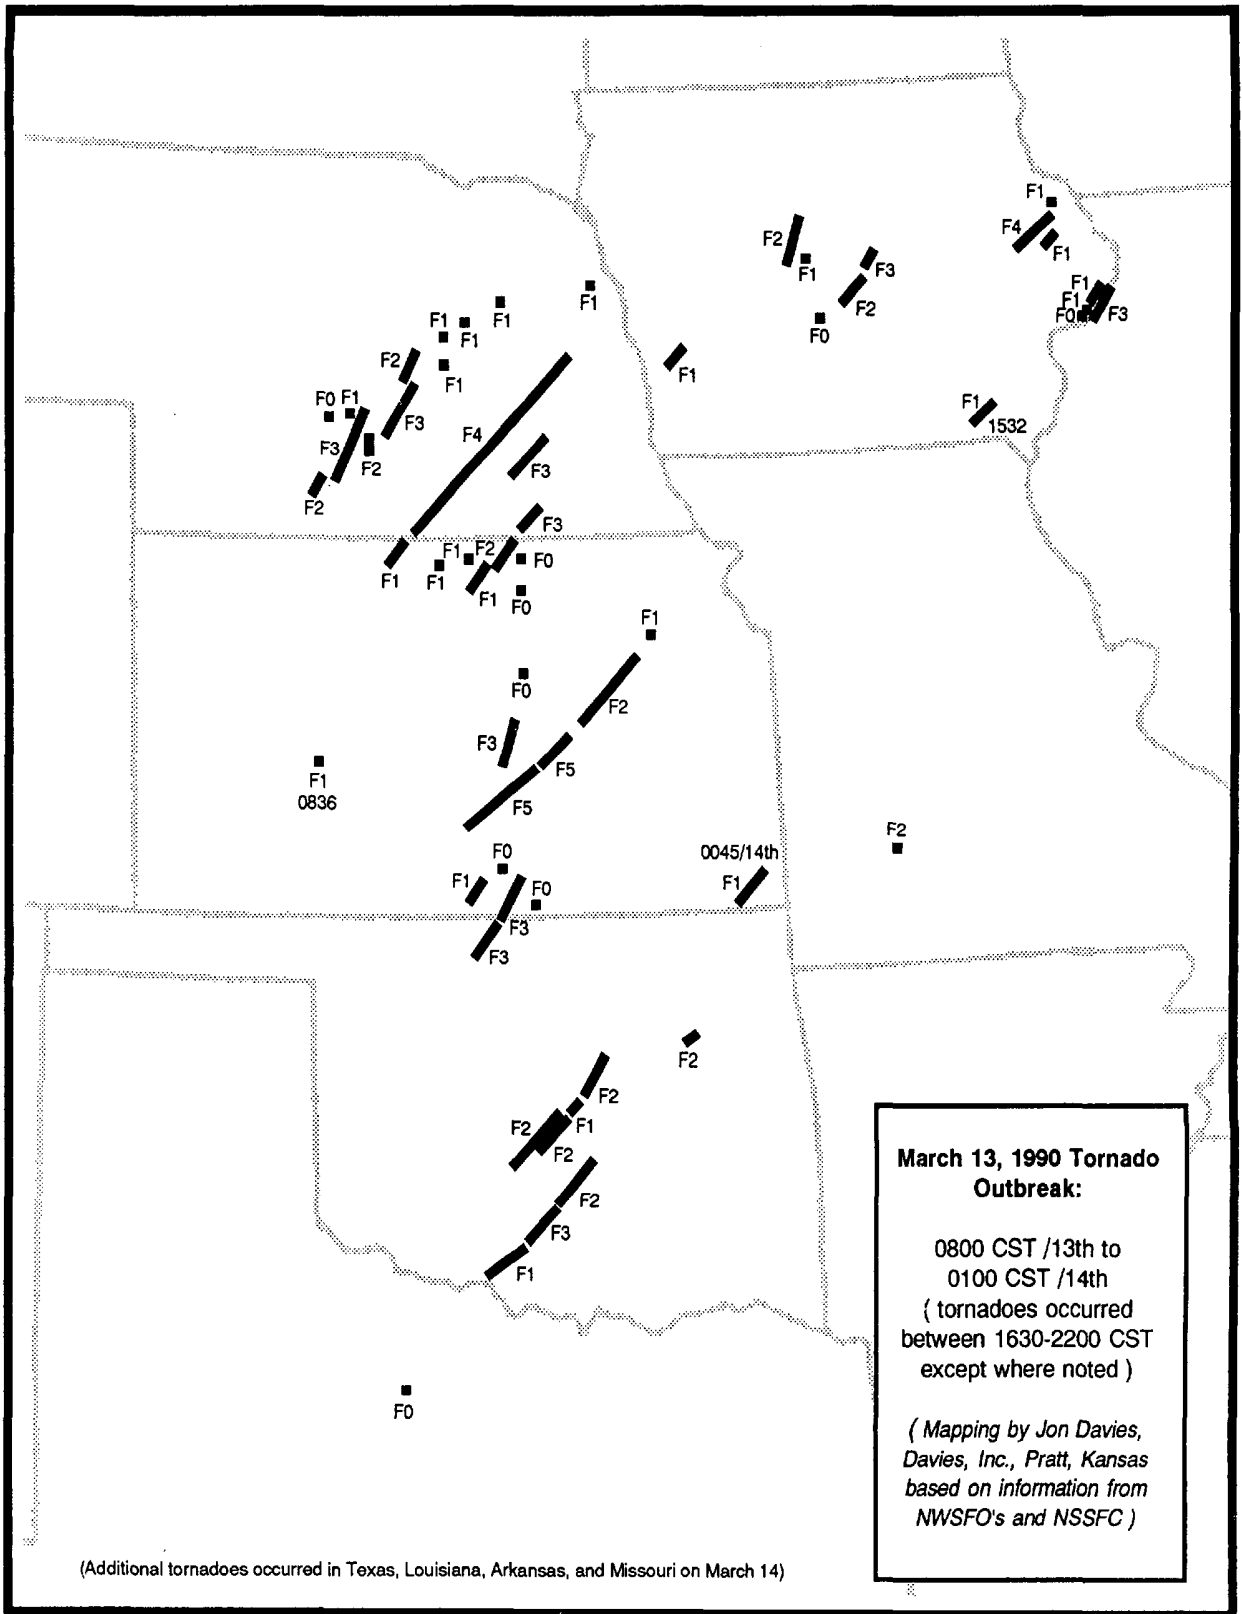 F1
F4
F1
F2
F1
F3
F2
F0
F1
F1
F1
F0
F3
F1
F1
F1
F1
F1
F2
F1
F0 F1
F3
F3
F2
F2
F4
F3
F1
1532
F3
F1
F1
F1
F2
F0
F1
F0
F1
F0
F2
F3
F5
F5
F1
0836
F2
0045/14th
F1
F0
F1
F0
F3
F3
F2
F2
F1
F2
F2
F2
F3
F1
F0
March 13, 1990 Tornado
Outbreak:
0800 CST /13th to
0100 CST /14th
( tornadoes occurred
between 1630-2200 CST
except where noted )
( Mapping by Jon Davies,
Davies, Inc., Pratt, Kansas
based on information from
NWSFO's and NSSFC )
(Additional tornadoes occurred in Texas, Louisiana, Arkansas, and Missouri on March 14)